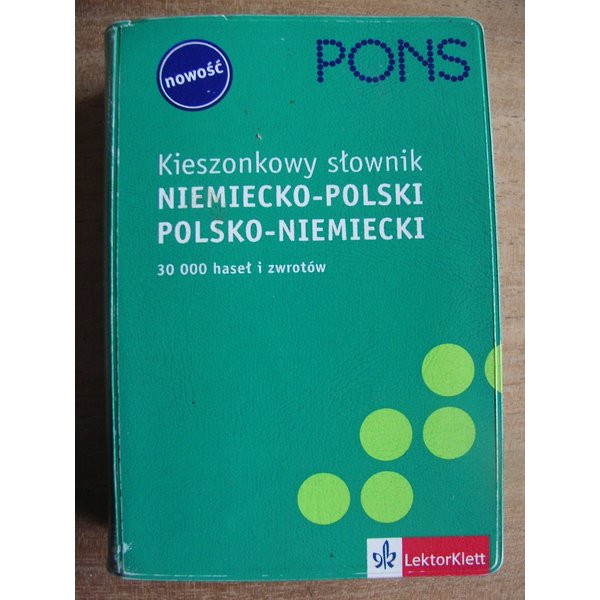 nowość
PONS
Kieszonkowy słownik
NIEMIECKO-POLSKI
POLSKO-NIEMIECKI
30 000 haseł i zwrotów
LektorKlett